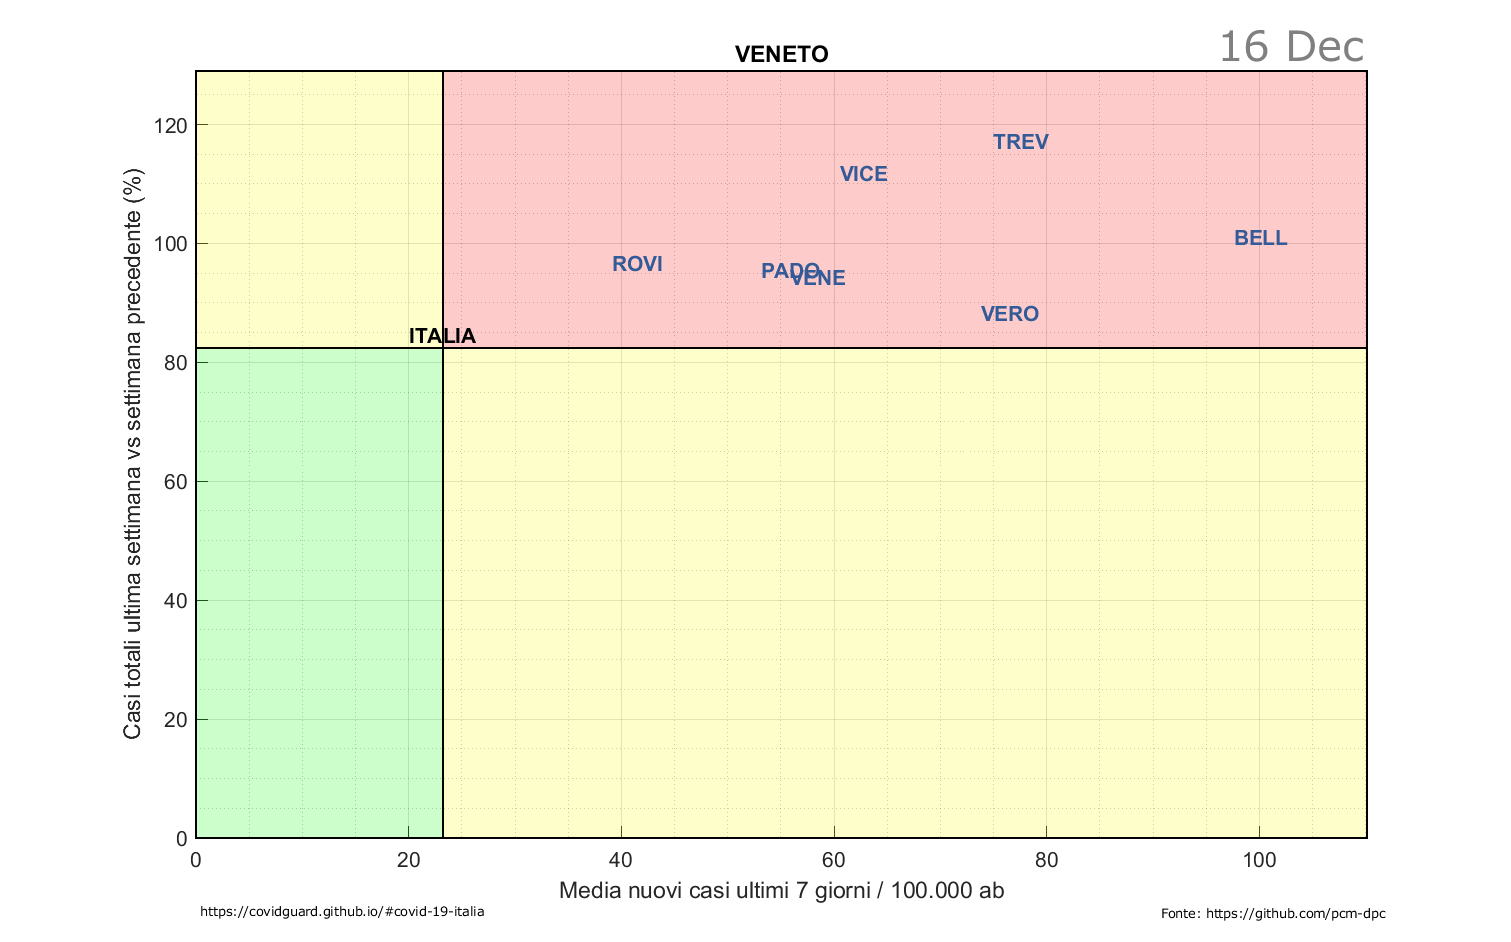 16 Dec
VENETO
Casi totali ultima settimana vs settimana precedente (%)
120
100
80
60
40
20
0
TREV
VICE
BELL
ROVI
PADO
VENE
VERO
ITALIA
0 20 40 60 80 100
Media nuovi casi ultimi 7 giorni / 100.000 ab
https://covidguard.github.io/#covid-19-italia
Fonte: https://github.com/pcm-dpc